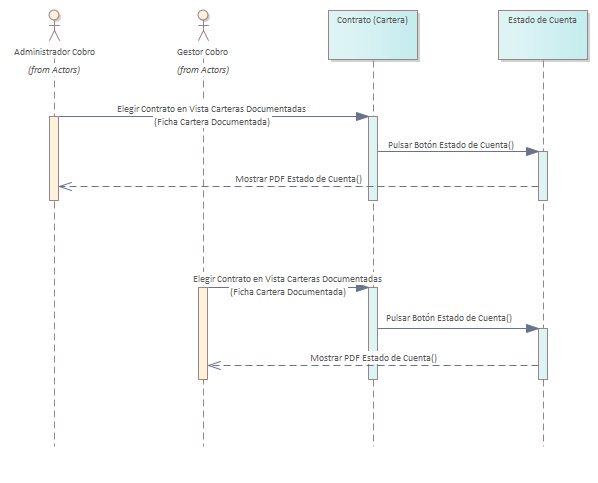 Contrato (Cartera)
Estado de Cuenta
Administrador Cobro
(from Actors)
Gestor Cobro
(from Actors)
Elegir Contrato en Vista Carteras Documentadas
(Ficha Cartera Documentada)
Pulsar Botón Estado de Cuenta()
Mostrar PDF Estado de Cuenta()
Elegir Contrato en Vista Carteras Documentadas
(Ficha Cartera Documentada)
Pulsar Botón Estado de Cuenta()
Mostrar PDF Estado de Cuenta()